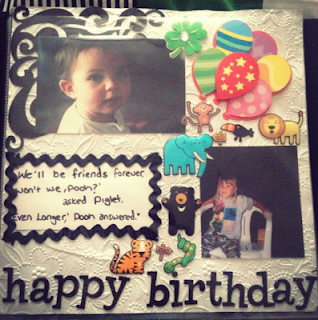 "We'll be friends forever,
won't we, Pooh?'
asked Piglet.
'Even Longer,' Pooh answered."
happy birthday